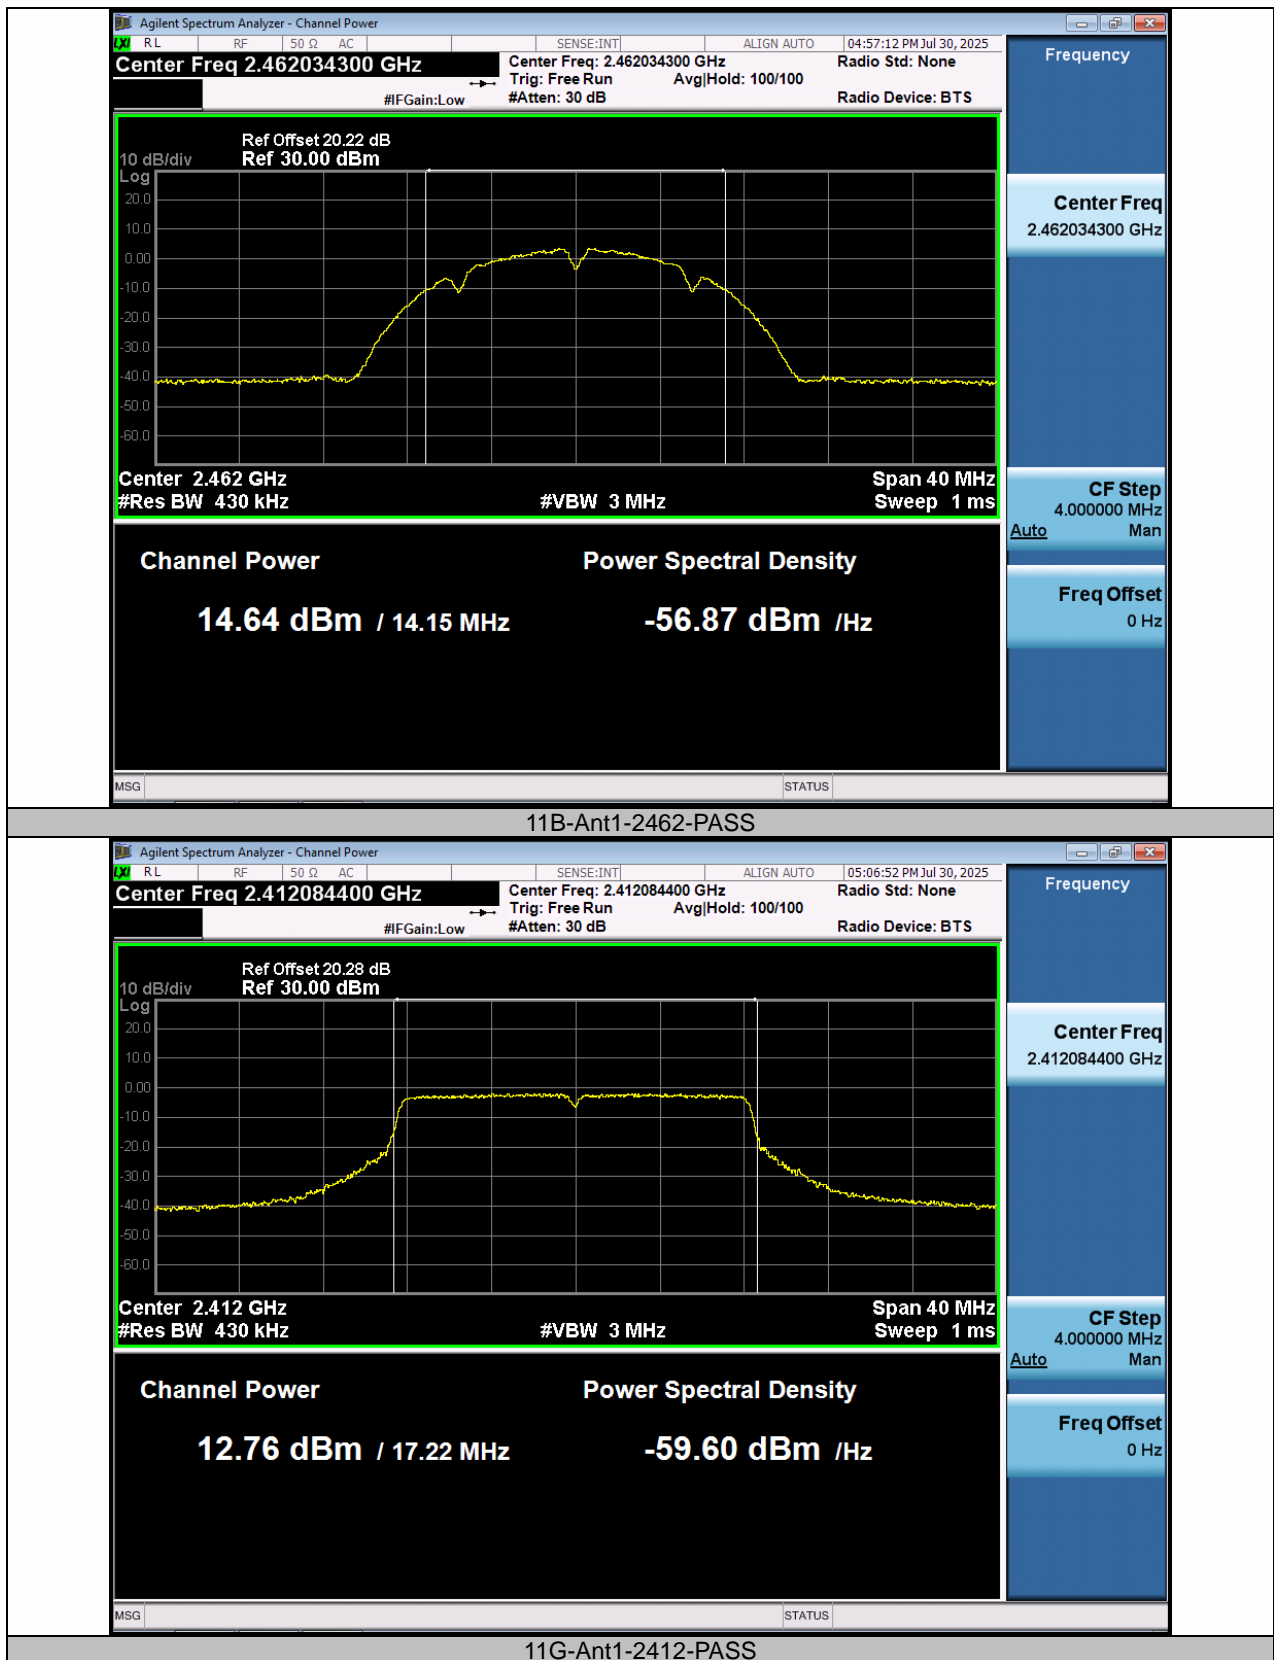 Agilent Spectrum Analyzer - Channel Power
LXI RL RF 50 Ω AC SENSE:INT ALIGN AUTO 04:57:12 PM Jul 30, 2025
Center Freq 2.462034300 GHz
Center Freq: 2.462034300 GHz Radio Std: None
Trig: Free Run Avg|Hold: 100/100
#IFGain:Low #Atten: 30 dB Radio Device: BTS
Ref Offset 20.22 dB
10 dB/div Ref 30.00 dBm
Log
20.0
10.0
0.00
-10.0
-20.0
-30.0
-40.0
-50.0
-60.0
Center 2.462 GHz Span 40 MHz
#Res BW 430 kHz #VBW 3 MHz Sweep 1 ms
Channel Power Power Spectral Density
14.64 dBm / 14.15 MHz -56.87 dBm /Hz
MSG STATUS
Frequency
Center Freq
2.462034300 GHz
CF Step
4.000000 MHz
Auto Man
Freq Offset
0 Hz
11B-Ant1-2462-PASS
Agilent Spectrum Analyzer - Channel Power
LXI RL RF 50 Ω AC SENSE:INT ALIGN AUTO 05:06:52 PM Jul 30, 2025
Center Freq 2.412084400 GHz
Center Freq: 2.412084400 GHz Radio Std: None
Trig: Free Run Avg|Hold: 100/100
#IFGain:Low #Atten: 30 dB Radio Device: BTS
Ref Offset 20.28 dB
10 dB/div Ref 30.00 dBm
Log
20.0
10.0
0.00
-10.0
-20.0
-30.0
-40.0
-50.0
-60.0
Center 2.412 GHz Span 40 MHz
#Res BW 430 kHz #VBW 3 MHz Sweep 1 ms
Channel Power Power Spectral Density
12.76 dBm / 17.22 MHz -59.60 dBm /Hz
MSG STATUS
Frequency
Center Freq
2.412084400 GHz
CF Step
4.000000 MHz
Auto Man
Freq Offset
0 Hz
11G-Ant1-2412-PASS